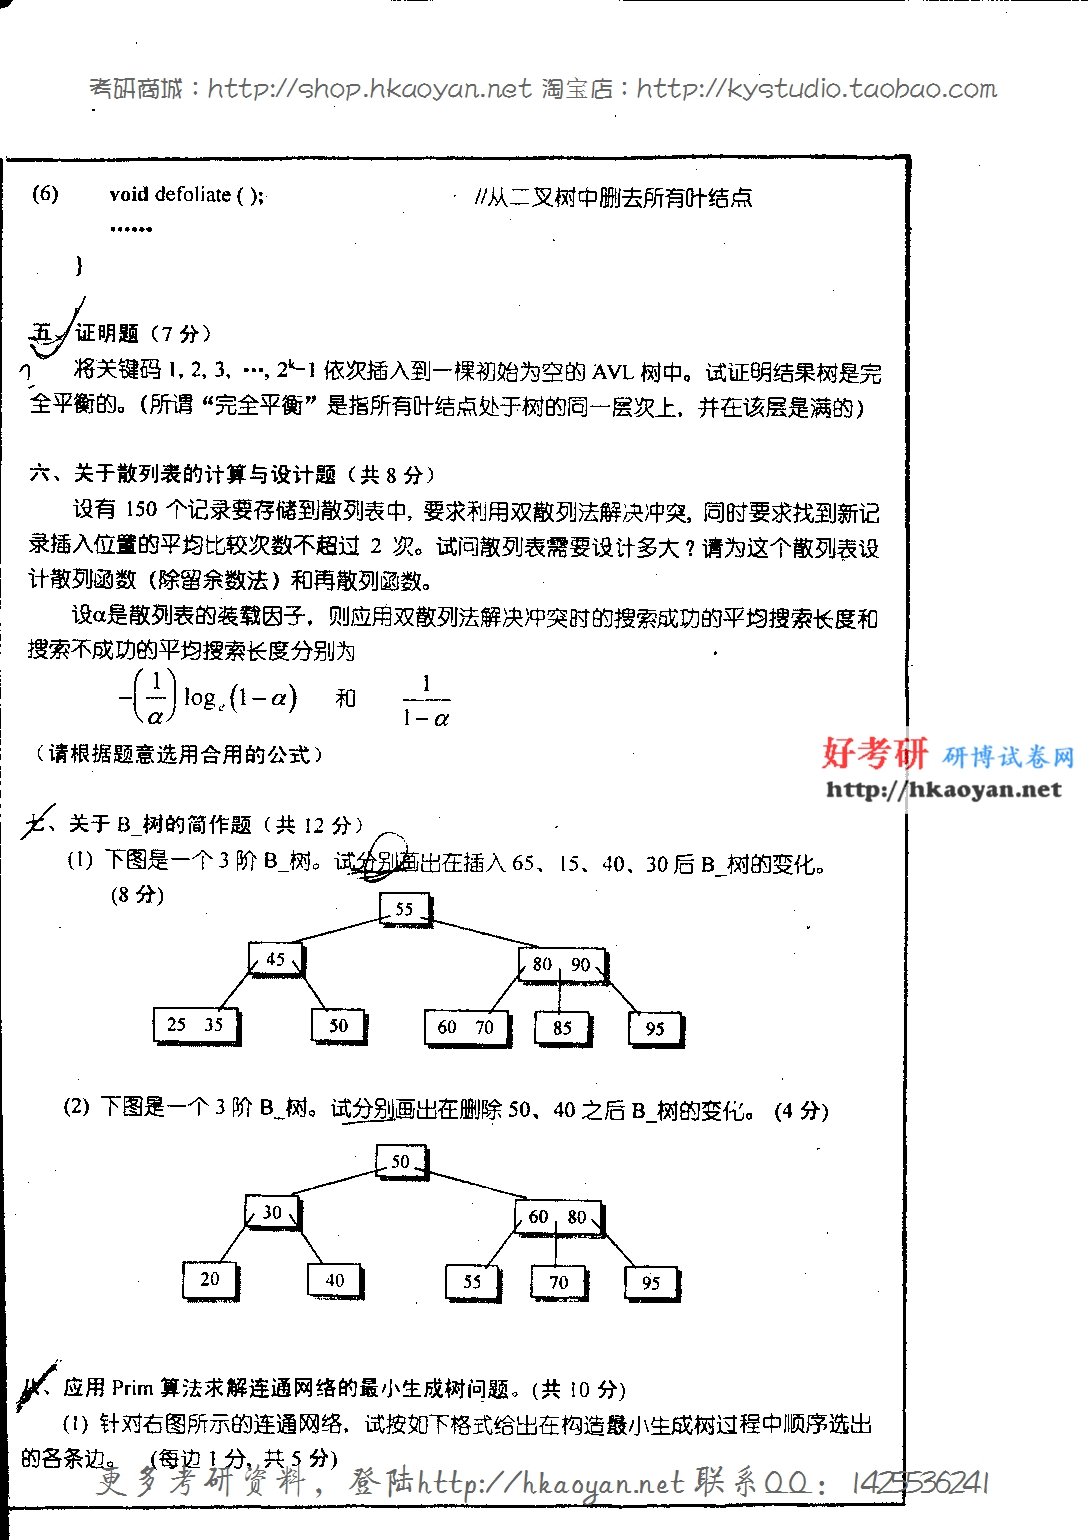 考研商城：http://shop.hkaoyan.net 淘宝店：http://kystudio.taobao.com
(6) void defoliate ( ); //从二叉树中删去所有叶结点
……
}
五、证明题（7 分）
将关键码 1, 2, 3, …, 2ᵏ−1 依次插入到一棵初始为空的 AVL 树中。试证明结果树是完
全平衡的。（所谓“完全平衡”是指所有叶结点处于树的同一层次上，并在该层是满的）
六、关于散列表的计算与设计题（共 8 分）
设有 150 个记录要存储到散列表中, 要求利用双散列法解决冲突, 同时要求找到新记
录插入位置的平均比较次数不超过 2 次。试问散列表需要设计多大？请为这个散列表设
计散列函数（除留余数法）和再散列函数。
设α是散列表的装载因子，则应用双散列法解决冲突时的搜索成功的平均搜索长度和
搜索不成功的平均搜索长度分别为
−(1/α) logₑ(1−α) 和 1/(1−α)
（请根据题意选用合用的公式）
好考研 研博试卷网
http://hkaoyan.net
七、关于 B_树的简作题（共 12 分）
(1) 下图是一个 3 阶 B_树。试分别画出在插入 65、15、40、30 后 B_树的变化。
(8 分)
55
45 80 90
25 35 50 60 70 85 95
(2) 下图是一个 3 阶 B_树。试分别画出在删除 50、40 之后 B_树的变化。 (4 分)
50
30 60 80
20 40 55 70 95
八、应用 Prim 算法求解连通网络的最小生成树问题。(共 10 分)
(1) 针对右图所示的连通网络，试按如下格式给出在构造最小生成树过程中顺序选出
的各条边。 (每边 1 分, 共 5 分)
更多考研资料，登陆http://hkaoyan.net 联系QQ：1425536241